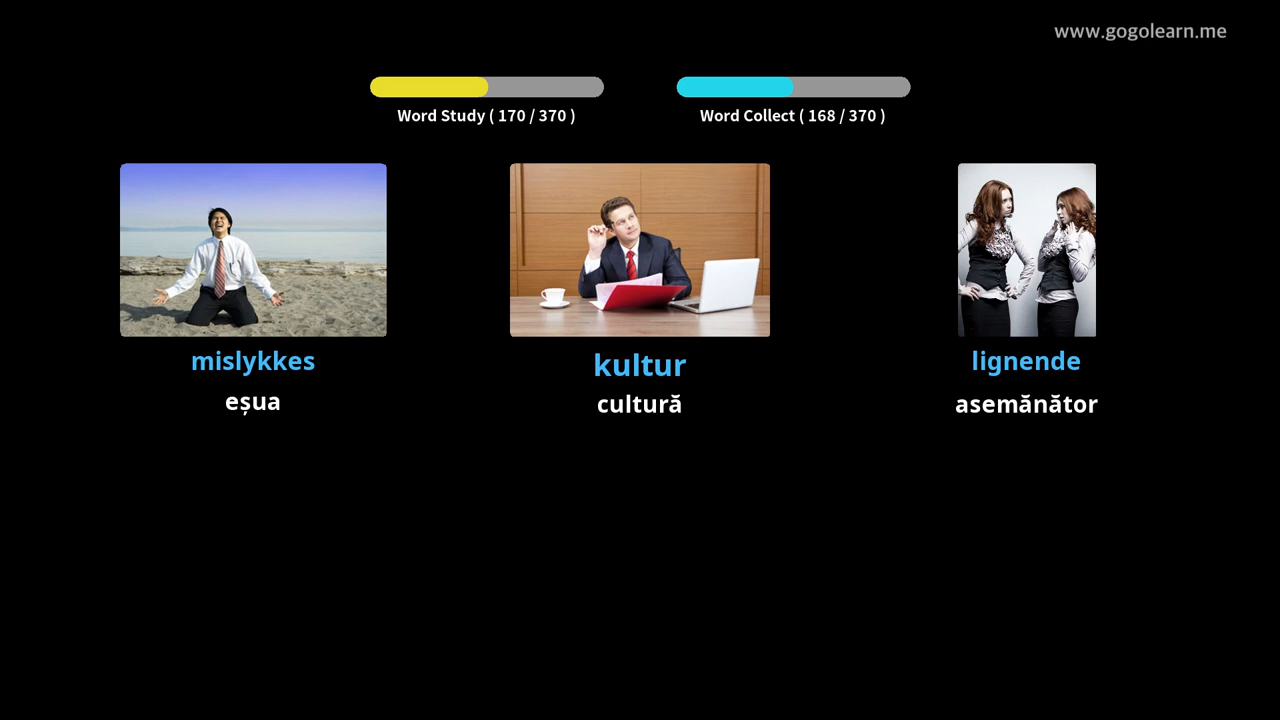 www.gogolearn.me
Word Study ( 170 / 370 )
Word Collect ( 168 / 370 )
mislykkes
eșua
kultur
cultură
lignende
asemănător